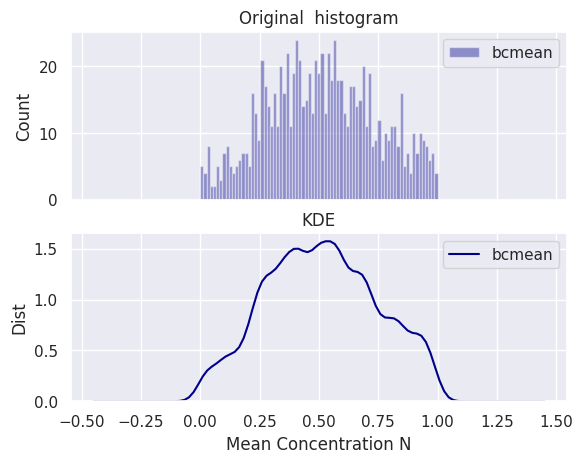 Original  histogram
20
10
0
Count
bcmean
KDE
1.5
1.0
0.5
0.0
Dist
bcmean
−0.50 −0.25 0.00 0.25 0.50 0.75 1.00 1.25 1.50
Mean Concentration N